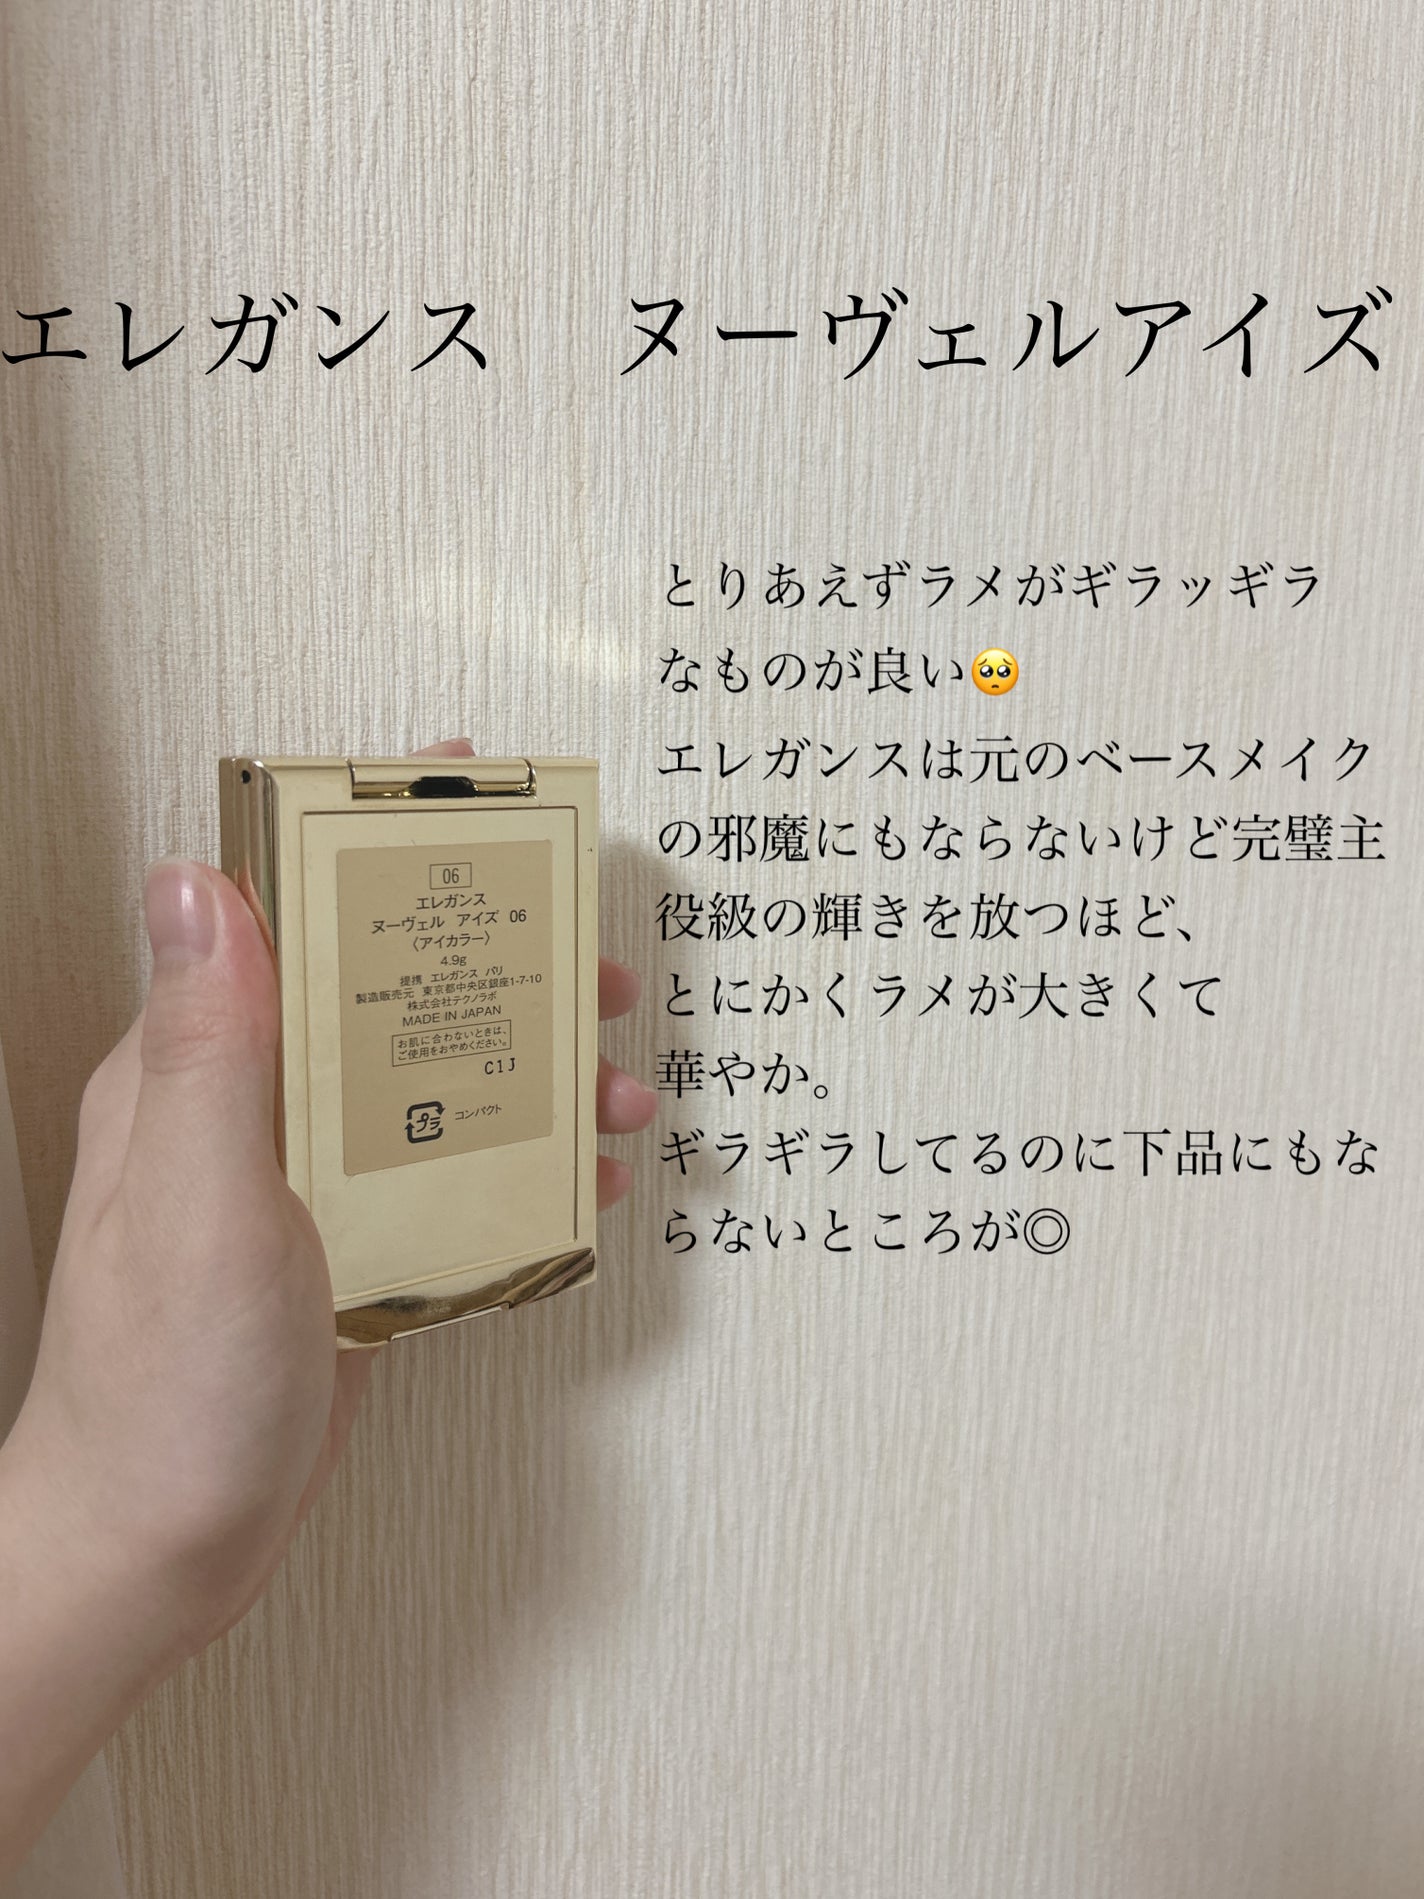 エレガンス　ヌーヴェルアイズ
とりあえずラメがギラッギラ
なものが良い🥺
エレガンスは元のベースメイク
の邪魔にもならないけど完璧主
役級の輝きを放つほど、
とにかくラメが大きくて
華やか。
ギラギラしてるのに下品にもな
らないところが◎
06
エレガンス
ヌーヴェル アイズ 06
〈アイカラー〉
4.9g
提携 エレガンス パリ
製造販売元 東京都中央区銀座1-7-10
株式会社テクノラボ
MADE IN JAPAN
お肌に合わないときは、
ご使用をおやめください。
C1J
プラ コンパクト